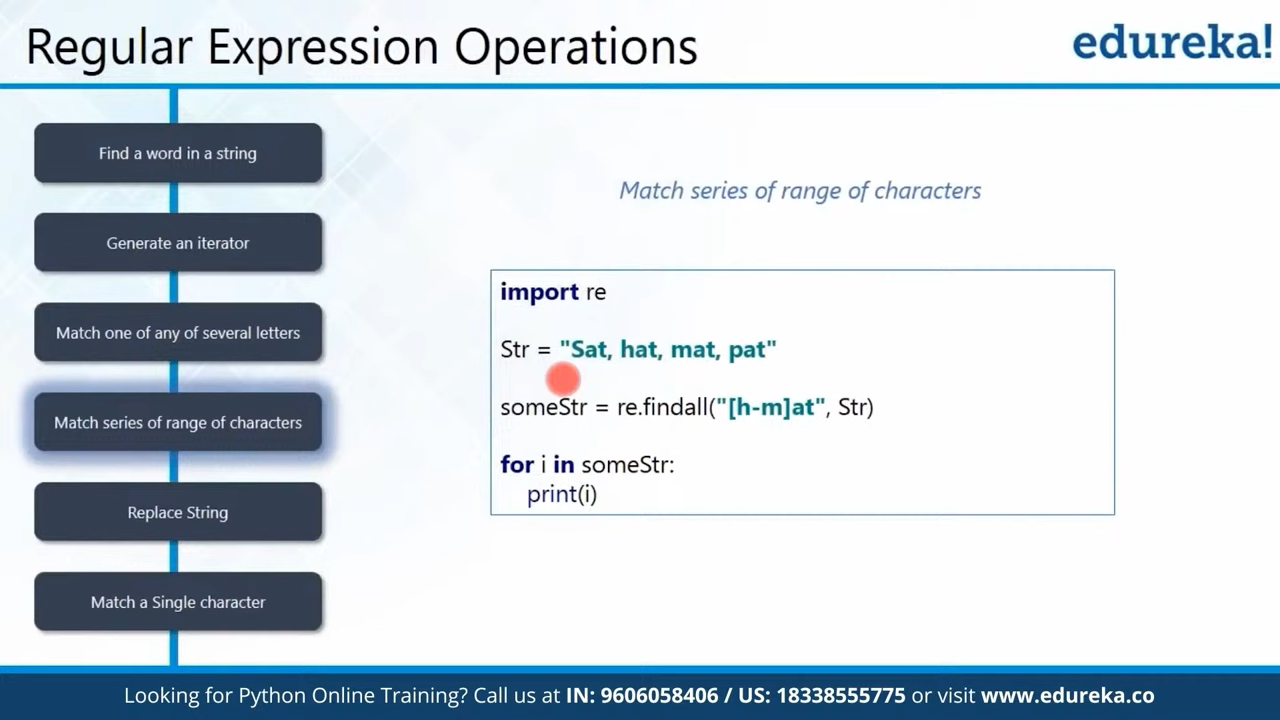 Regular Expression Operations
edureka!
Find a word in a string
Generate an iterator
Match one of any of several letters
Match series of range of characters
Replace String
Match a Single character
Match series of range of characters
import re
Str = "Sat, hat, mat, pat"
someStr = re.findall("[h-m]at", Str)
for i in someStr:
print(i)
Looking for Python Online Training? Call us at IN: 9606058406 / US: 18338555775 or visit www.edureka.co